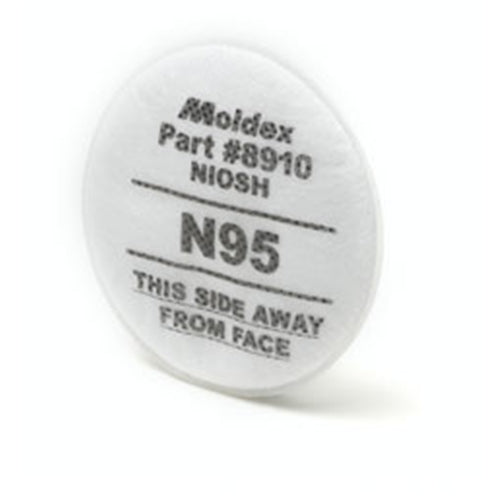 Moldex
Part #8910
NIOSH
N95
THIS SIDE AWAY
FROM FACE